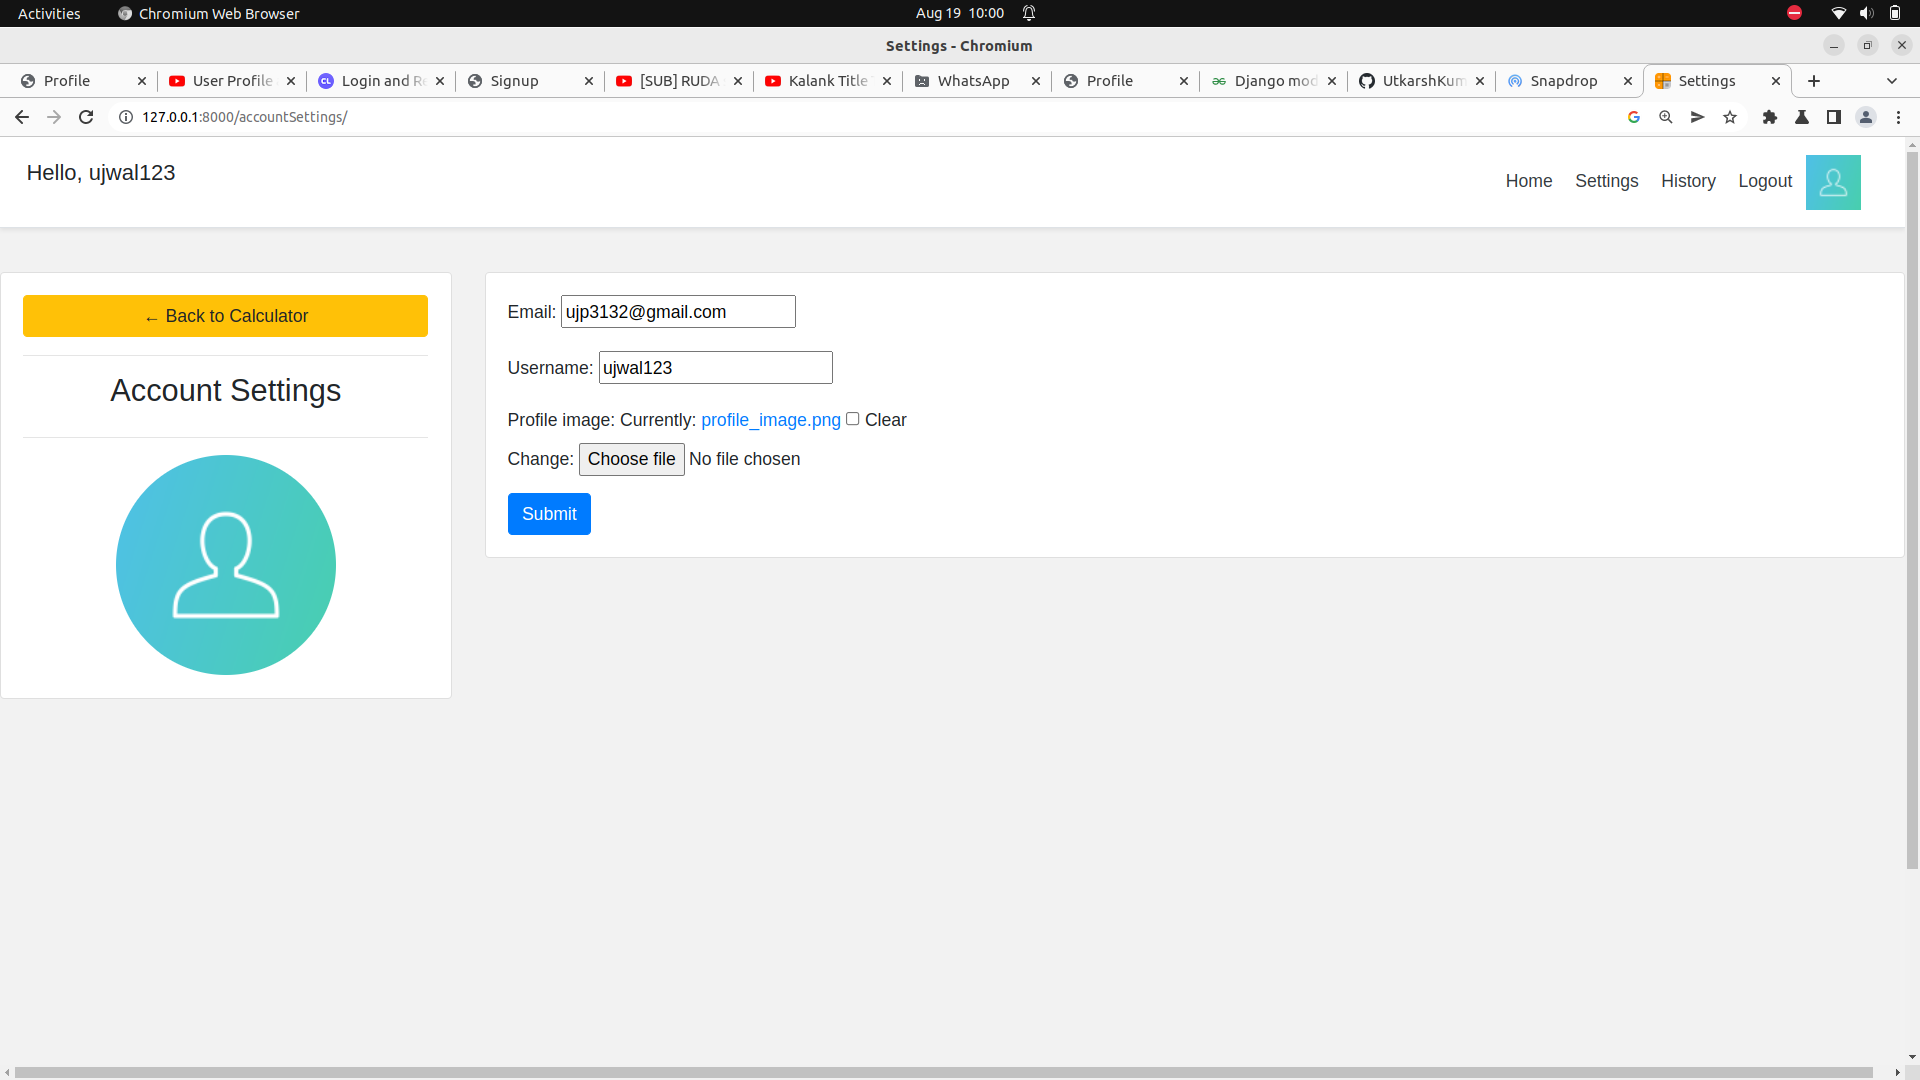 Activities Chromium Web Browser Aug 19 10:00
Settings - Chromium
Profile User Profile Login and Re Signup [SUB] RUDA Kalank Title WhatsApp Profile Django mod UtkarshKum Snapdrop Settings
127.0.0.1:8000/accountSettings/
Hello, ujwal123
Home Settings History Logout
← Back to Calculator
Account Settings
Email: ujp3132@gmail.com
Username: ujwal123
Profile image: Currently: profile_image.png Clear
Change: Choose file No file chosen
Submit